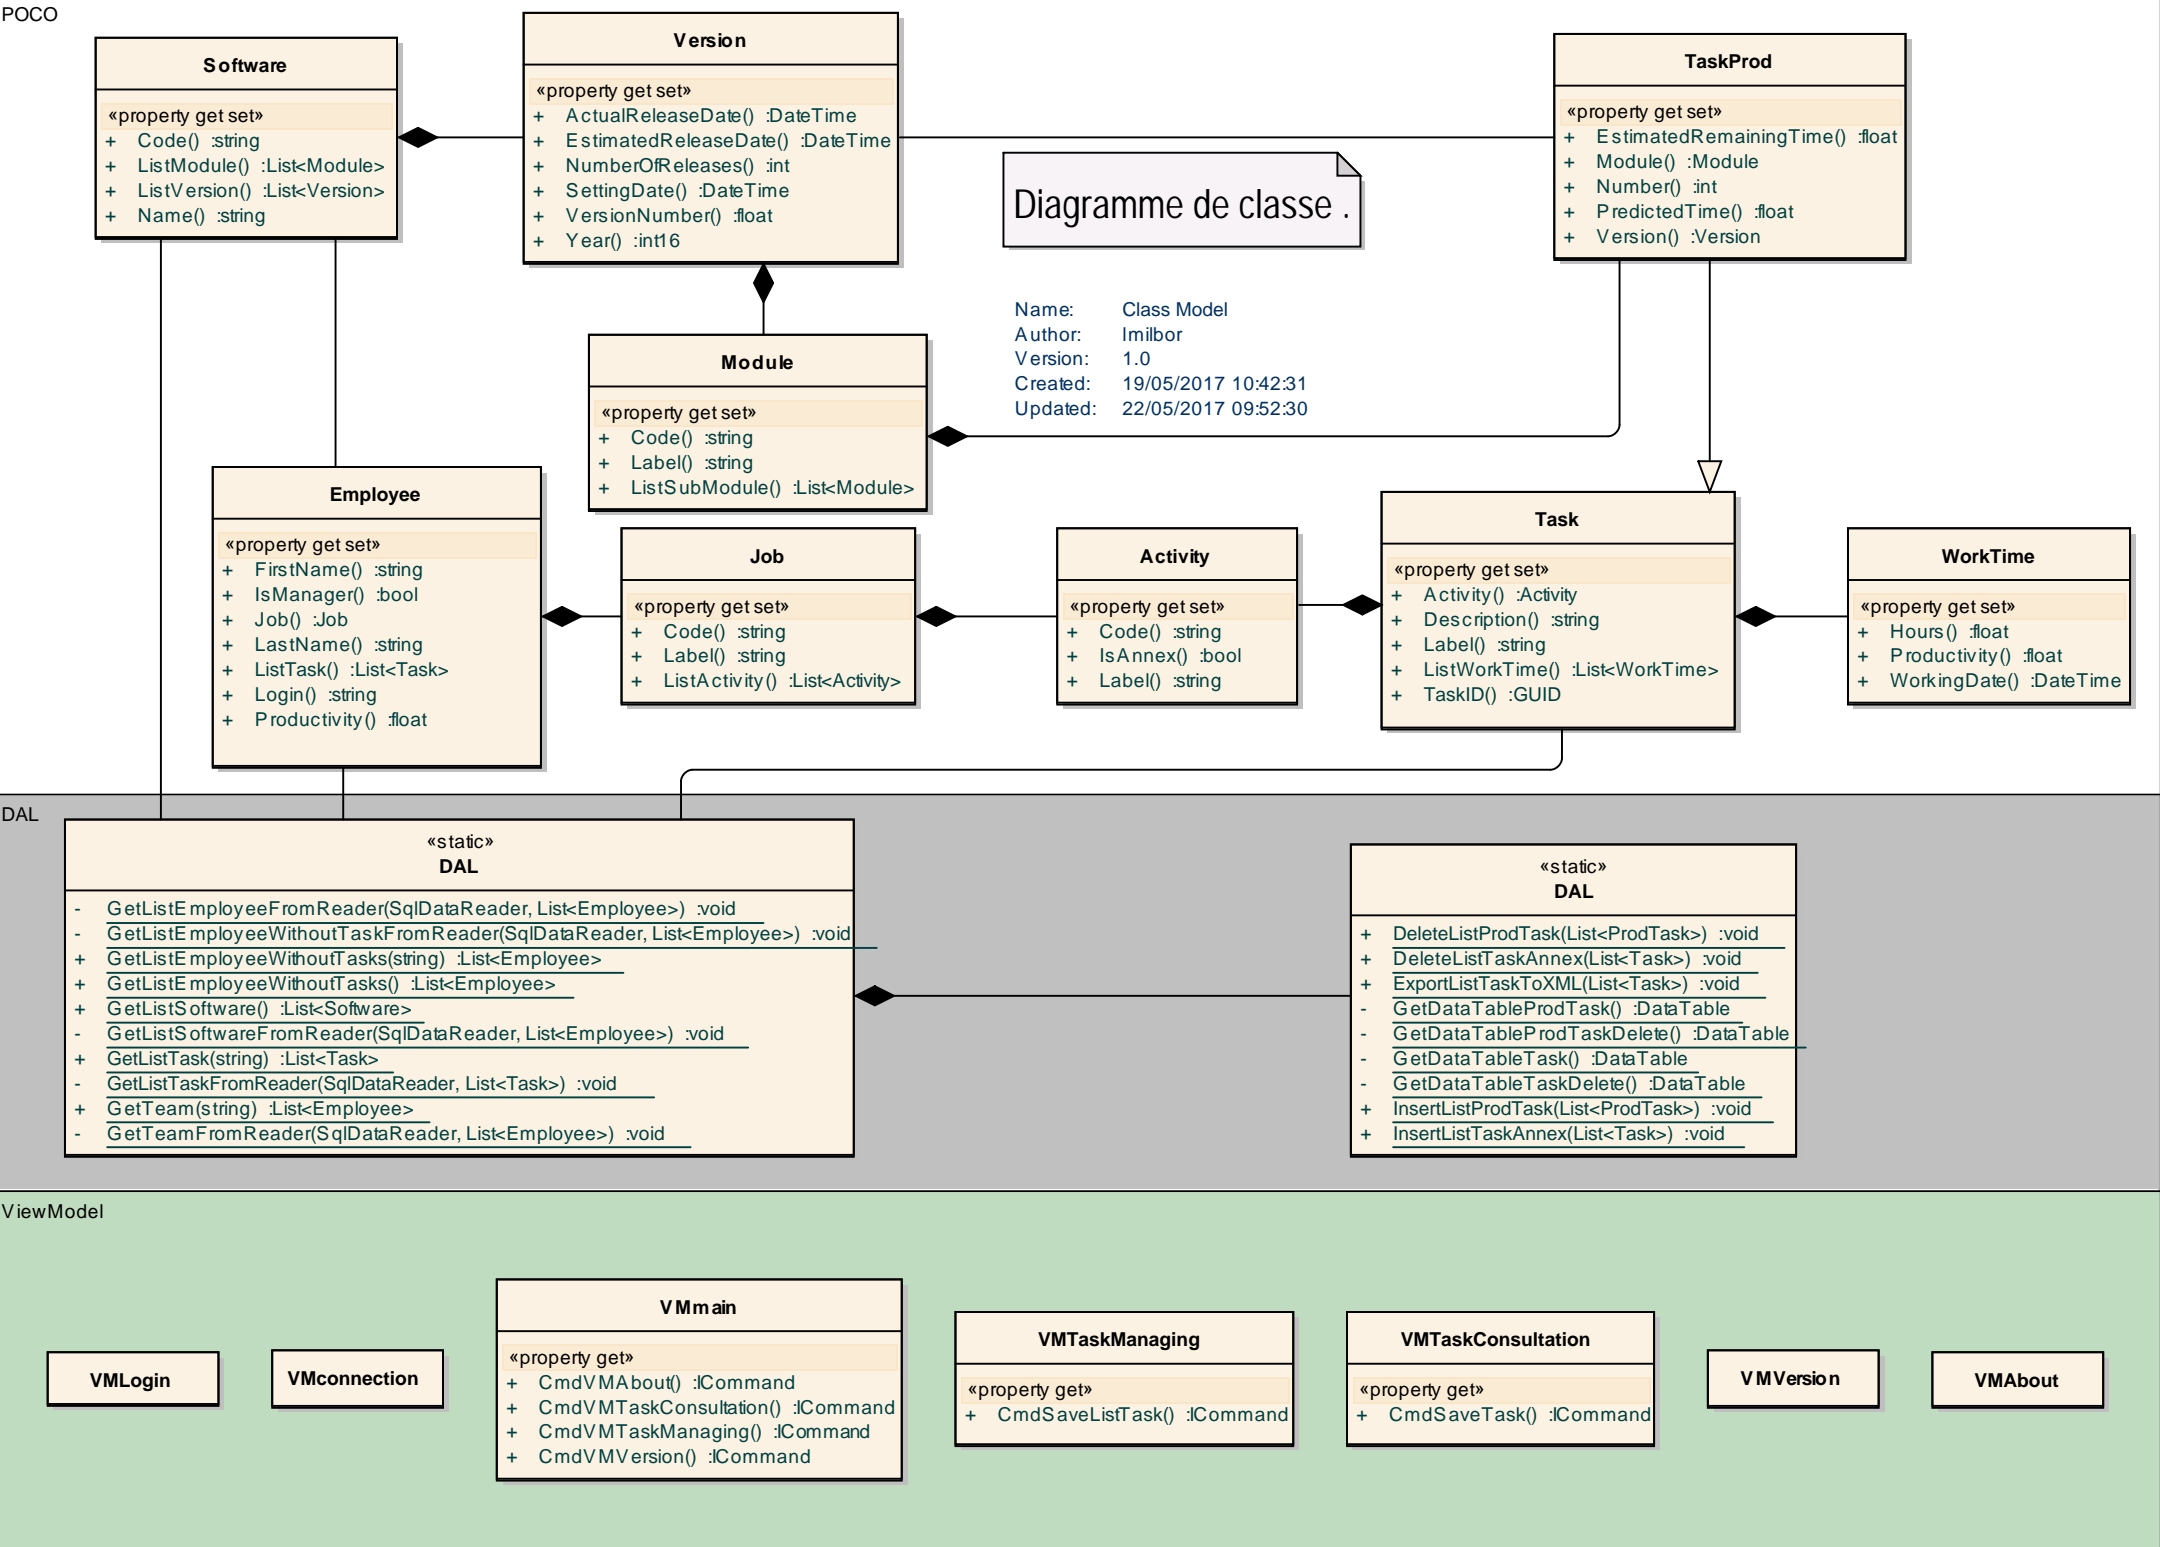 POCO
Software
«property get set»
+ Code() :string
+ ListModule() :List<Module>
+ ListVersion() :List<Version>
+ Name() :string
Version
«property get set»
+ ActualReleaseDate() :DateTime
+ EstimatedReleaseDate() :DateTime
+ NumberOfReleases() :int
+ SettingDate() :DateTime
+ VersionNumber() :float
+ Year() :int16
TaskProd
«property get set»
+ EstimatedRemainingTime() :float
+ Module() :Module
+ Number() :int
+ PredictedTime() :float
+ Version() :Version
Diagramme de classe .
Name: Class Model
Author: Imilbor
Version: 1.0
Created: 19/05/2017 10:42:31
Updated: 22/05/2017 09:52:30
Module
«property get set»
+ Code() :string
+ Label() :string
+ ListSubModule() :List<Module>
Employee
«property get set»
+ FirstName() :string
+ IsManager() :bool
+ Job() :Job
+ LastName() :string
+ ListTask() :List<Task>
+ Login() :string
+ Productivity() :float
Job
«property get set»
+ Code() :string
+ Label() :string
+ ListActivity() :List<Activity>
Activity
«property get set»
+ Code() :string
+ IsAnnex() :bool
+ Label() :string
Task
«property get set»
+ Activity() :Activity
+ Description() :string
+ Label() :string
+ ListWorkTime() :List<WorkTime>
+ TaskID() :GUID
WorkTime
«property get set»
+ Hours() :float
+ Productivity() :float
+ WorkingDate() :DateTime
DAL
«static»
DAL
- GetListEmployeeFromReader(SqlDataReader, List<Employee>) :void
- GetListEmployeeWithoutTaskFromReader(SqlDataReader, List<Employee>) :void
+ GetListEmployeeWithoutTasks(string) :List<Employee>
+ GetListEmployeeWithoutTasks() :List<Employee>
+ GetListSoftware() :List<Software>
- GetListSoftwareFromReader(SqlDataReader, List<Employee>) :void
+ GetListTask(string) :List<Task>
- GetListTaskFromReader(SqlDataReader, List<Task>) :void
+ GetTeam(string) :List<Employee>
- GetTeamFromReader(SqlDataReader, List<Employee>) :void
«static»
DAL
+ DeleteListProdTask(List<ProdTask>) :void
+ DeleteListTaskAnnex(List<Task>) :void
+ ExportListTaskToXML(List<Task>) :void
- GetDataTableProdTask() :DataTable
- GetDataTableProdTaskDelete() :DataTable
- GetDataTableTask() :DataTable
- GetDataTableTaskDelete() :DataTable
+ InsertListProdTask(List<ProdTask>) :void
+ InsertListTaskAnnex(List<Task>) :void
ViewModel
VMLogin
VMconnection
VMmain
«property get»
+ CmdVMAbout() :ICommand
+ CmdVMTaskConsultation() :ICommand
+ CmdVMTaskManaging() :ICommand
+ CmdVMVersion() :ICommand
VMTaskManaging
«property get»
+ CmdSaveListTask() :ICommand
VMTaskConsultation
«property get»
+ CmdSaveTask() :ICommand
VMVersion
VMAbout